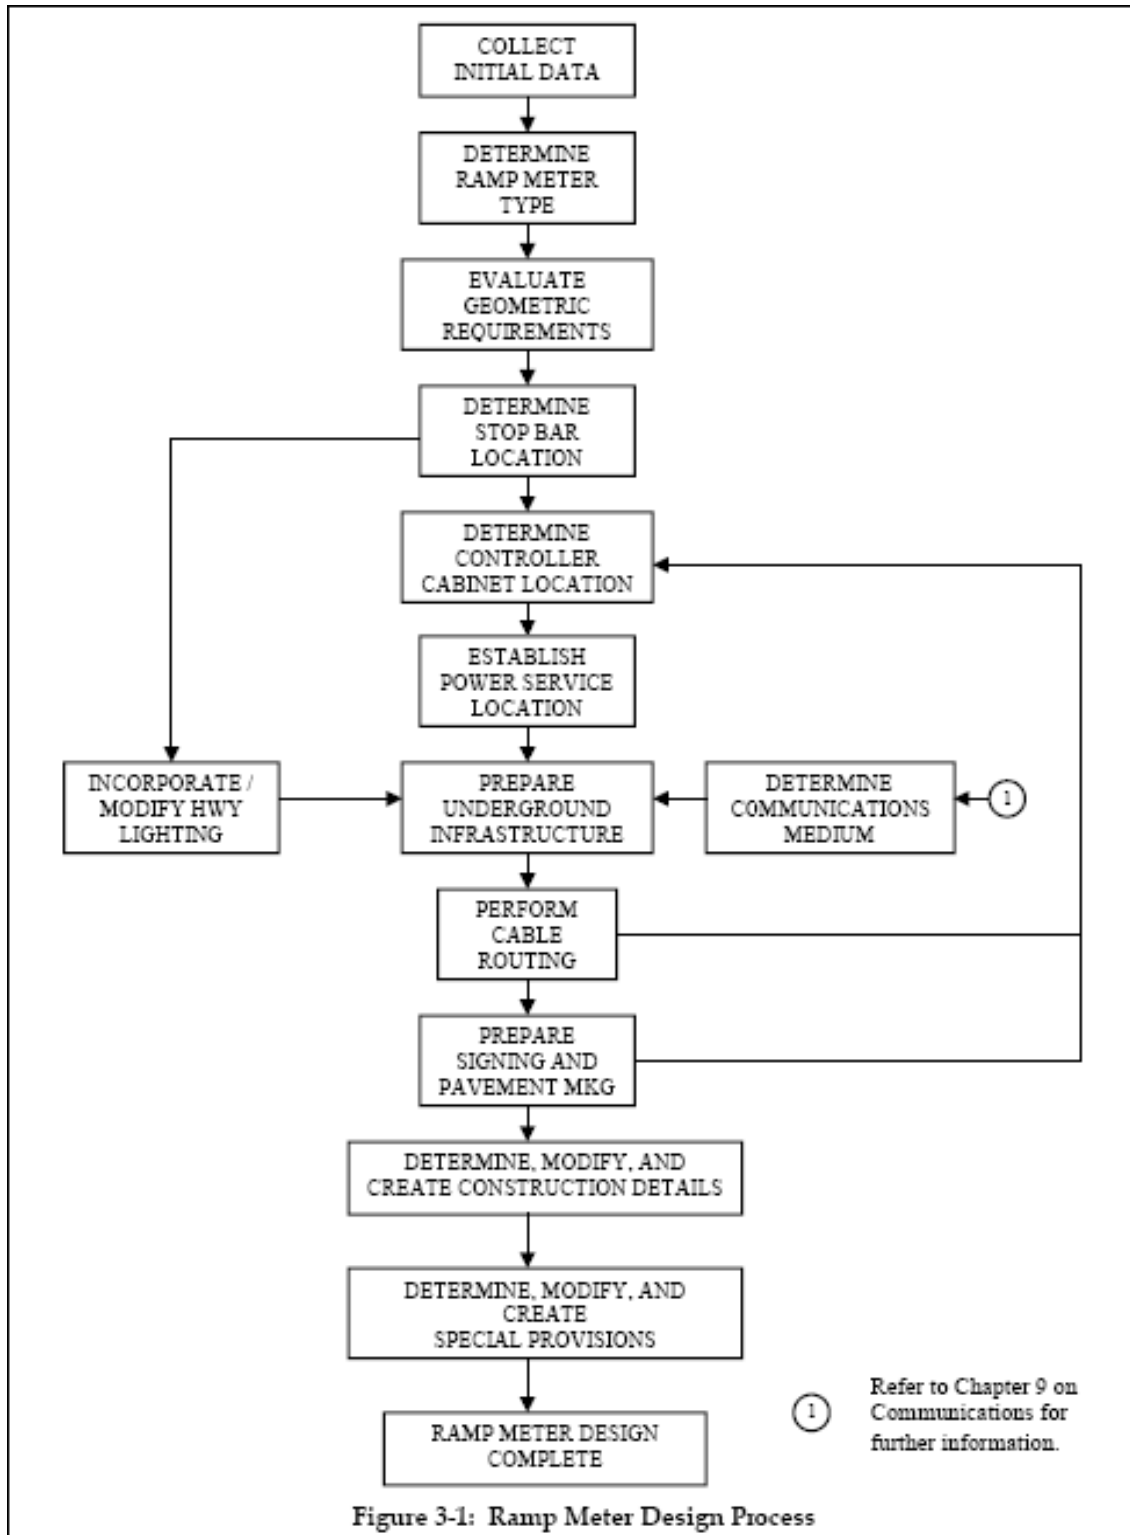 COLLECT
INITIAL DATA
DETERMINE
RAMP METER
TYPE
EVALUATE
GEOMETRIC
REQUIREMENTS
DETERMINE
STOP BAR
LOCATION
DETERMINE
CONTROLLER
CABINET LOCATION
ESTABLISH
POWER SERVICE
LOCATION
INCORPORATE /
MODIFY HWY
LIGHTING
PREPARE
UNDERGROUND
INFRASTRUCTURE
DETERMINE
COMMUNICATIONS
MEDIUM
1
PERFORM
CABLE
ROUTING
PREPARE
SIGNING AND
PAVEMENT MKG
DETERMINE, MODIFY, AND
CREATE CONSTRUCTION DETAILS
DETERMINE, MODIFY, AND
CREATE
SPECIAL PROVISIONS
RAMP METER DESIGN
COMPLETE
1
Refer to Chapter 9 on
Communications for
further information.
Figure 3-1: Ramp Meter Design Process